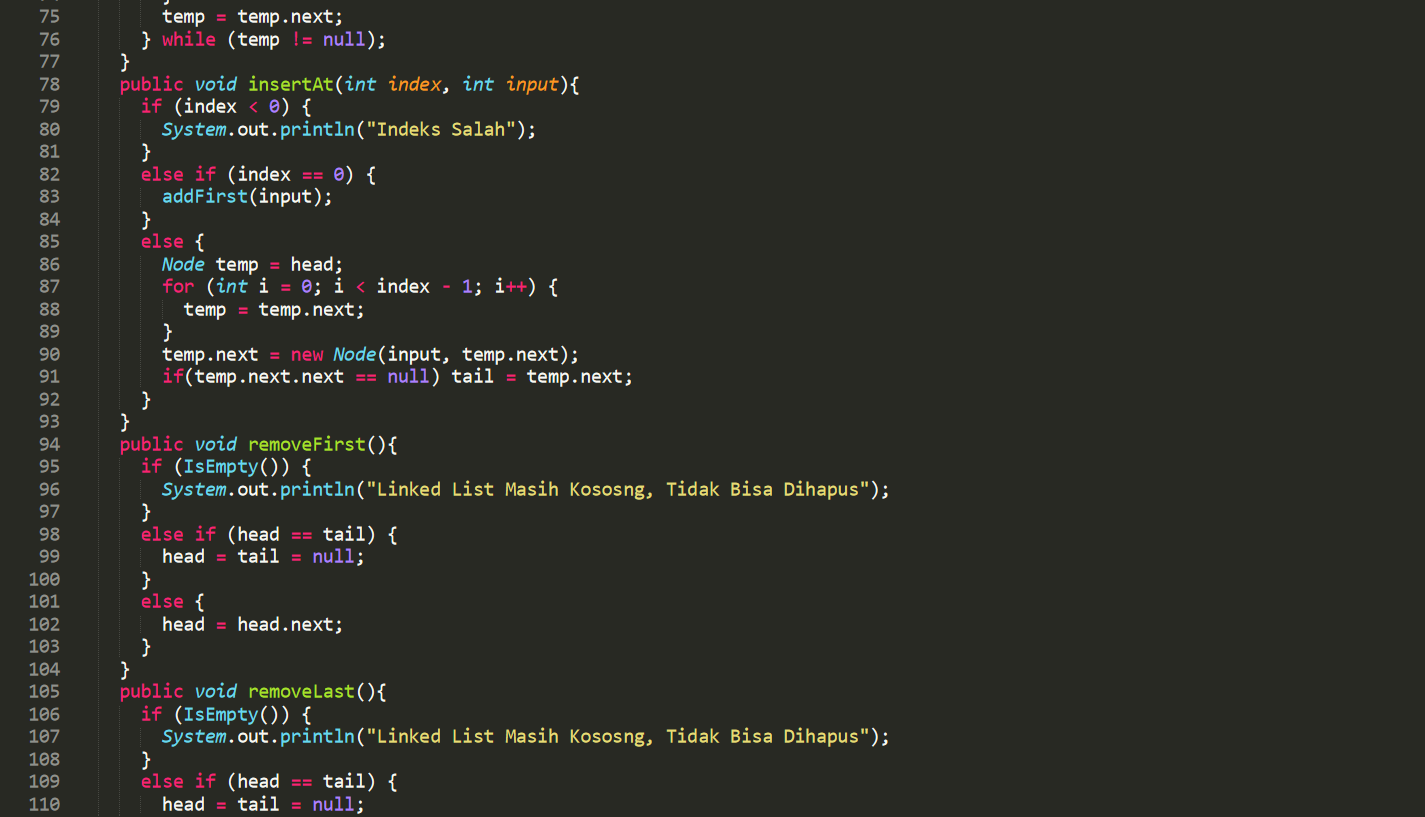 75 temp = temp.next;
76 } while (temp != null);
77 }
78 public void insertAt(int index, int input){
79 if (index < 0) {
80 System.out.println("Indeks Salah");
81 }
82 else if (index == 0) {
83 addFirst(input);
84 }
85 else {
86 Node temp = head;
87 for (int i = 0; i < index - 1; i++) {
88 temp = temp.next;
89 }
90 temp.next = new Node(input, temp.next);
91 if(temp.next.next == null) tail = temp.next;
92 }
93 }
94 public void removeFirst(){
95 if (IsEmpty()) {
96 System.out.println("Linked List Masih Kososng, Tidak Bisa Dihapus");
97 }
98 else if (head == tail) {
99 head = tail = null;
100 }
101 else {
102 head = head.next;
103 }
104 }
105 public void removeLast(){
106 if (IsEmpty()) {
107 System.out.println("Linked List Masih Kososng, Tidak Bisa Dihapus");
108 }
109 else if (head == tail) {
110 head = tail = null;